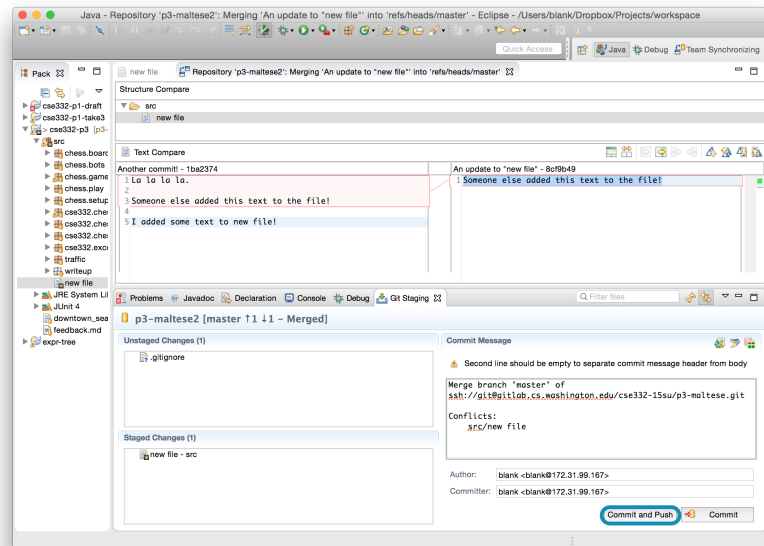 Java - Repository 'p3-maltese2': Merging 'An update to "new file"' into 'refs/heads/master' - Eclipse - /Users/blank/Dropbox/Projects/workspace
Quick Access
Java
Debug
Team Synchronizing
Pack
new file
Repository 'p3-maltese2': Merging 'An update to "new file"' into 'refs/heads/master'
Structure Compare
src
new file
cse332-p1-draft
cse332-p1-take3
> cse332-p3 [p3-
src
chess.board
chess.bots
chess.game
chess.play
chess.setup
cse332.che
cse332.che
cse332.exce
traffic
writeup
new file
JRE System Li
JUnit 4
downtown_sea
feedback.md
expr-tree
Text Compare
Another commit! - 1ba2374
An update to "new file" - 8cf9b49
1 La la la la.
2
3 Someone else added this text to the file!
4
5 I added some text to new file!
1 Someone else added this text to the file!
Problems
Javadoc
Declaration
Console
Debug
Git Staging
Filter files
p3-maltese2 [master ↑1 ↓1 - Merged]
Unstaged Changes (1)
.gitignore
Staged Changes (1)
new file - src
Commit Message
Second line should be empty to separate commit message header from body
Merge branch 'master' of
ssh://git@gitlab.cs.washington.edu/cse332-15su/p3-maltese.git
Conflicts:
src/new file
Author: blank <blank@172.31.99.167>
Committer: blank <blank@172.31.99.167>
Commit and Push
Commit